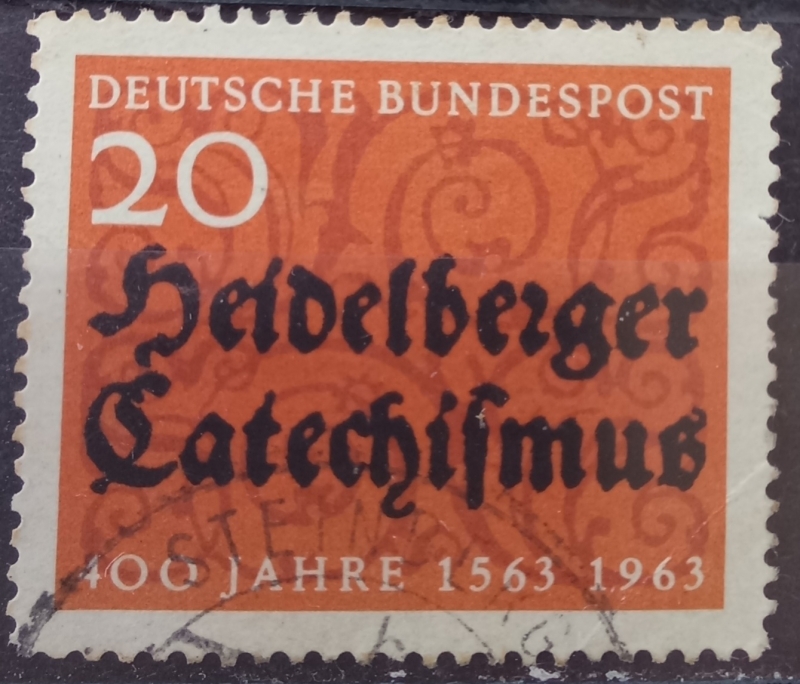 DEUTSCHE BUNDESPOST
20
Heidelberger
Catechiſmus
400 JAHRE 1563 1963